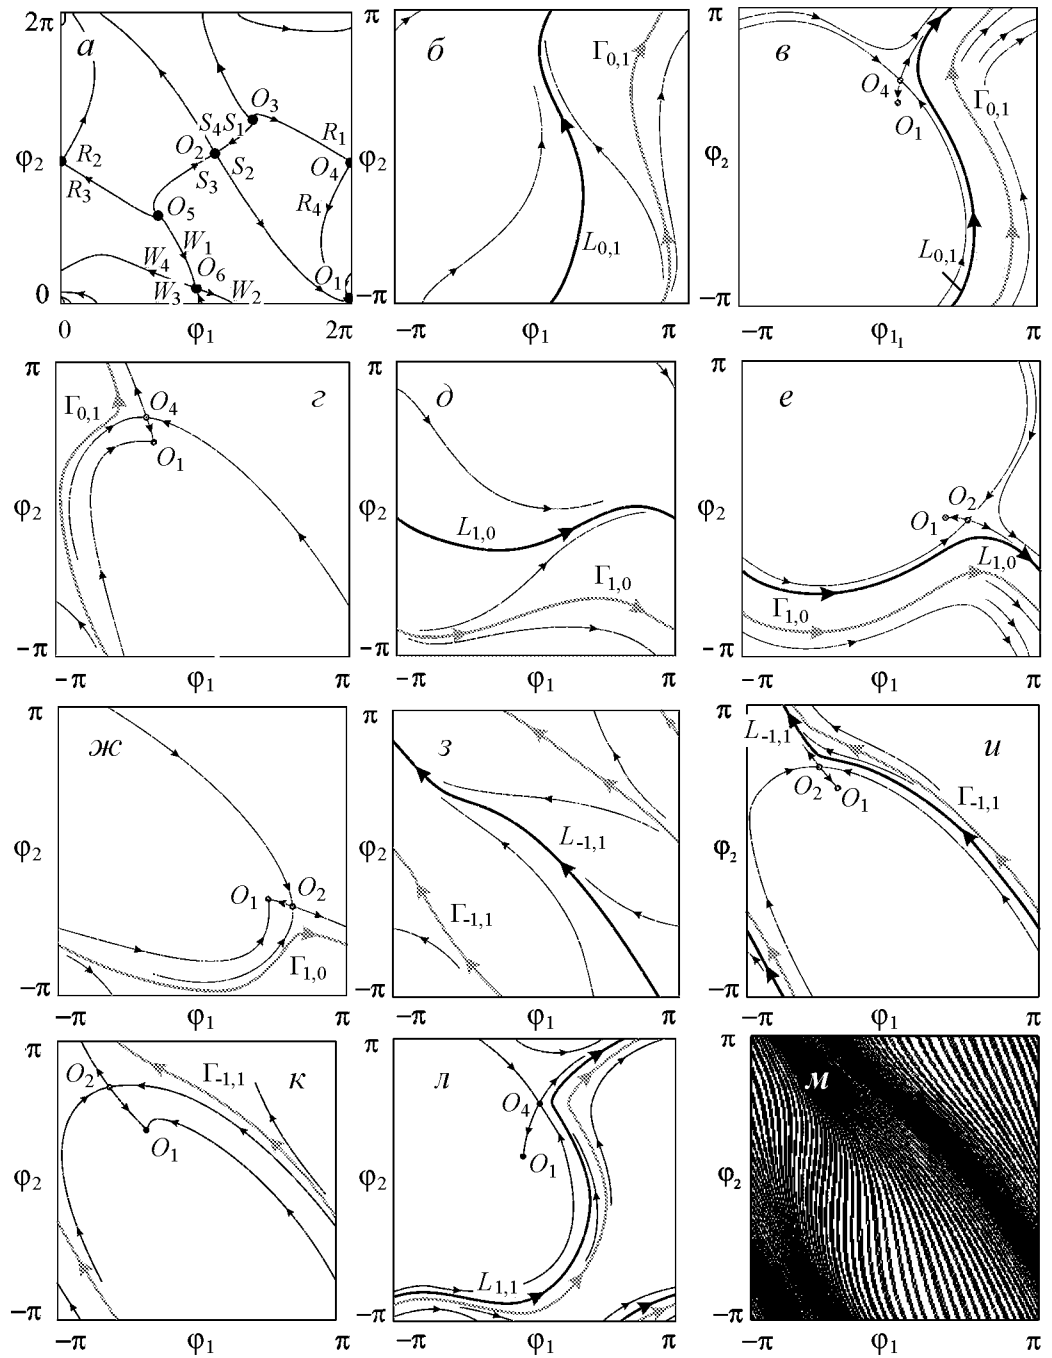 2π
а
O₃
S₄ S₁
R₁
O₂
φ₂
R₂
S₂
O₄
S₃
R₃
R₄
O₅
W₁
W₄
O₆
O₁
0
W₃
W₂
0
φ₁
2π
π
б
Γ₀,₁
φ₂
L₀,₁
−π
−π
φ₁
π
π
в
O₄
Γ₀,₁
O₁
φ₂
L₀,₁
−π
−π
φ₁₁
π
π
г
Γ₀,₁
O₄
O₁
φ₂
−π
−π
φ₁
π
π
д
φ₂
L₁,₀
Γ₁,₀
−π
−π
φ₁
π
π
е
φ₂
O₂
O₁
L₁,₀
Γ₁,₀
−π
−π
φ₁
π
π
ж
φ₂
O₁
O₂
Γ₁,₀
−π
−π
φ₁
π
π
з
L₋₁,₁
φ₂
Γ₋₁,₁
−π
−π
φ₁
π
π
L₋₁,₁
и
O₂
O₁
Γ₋₁,₁
φ₂
−π
−π
φ₁
π
π
O₂
Γ₋₁,₁
к
O₁
φ₂
−π
−π
φ₁
π
π
л
O₄
O₁
φ₂
L₁,₁
−π
−π
φ₁
π
π
м
φ₂
−π
−π
φ₁
π